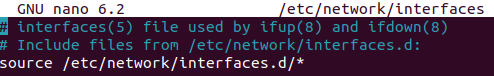 GNU nano 6.2 /etc/network/interfaces
# interfaces(5) file used by ifup(8) and ifdown(8)
# Include files from /etc/network/interfaces.d:
source /etc/network/interfaces.d/*